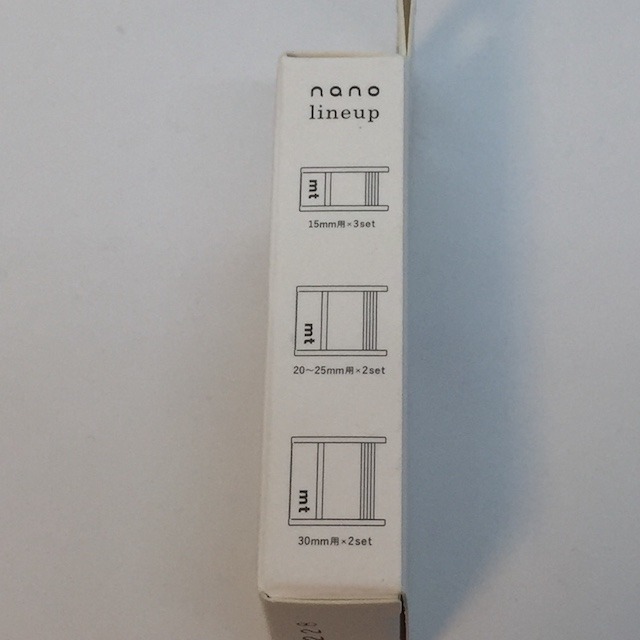 nano
lineup
mt
15mm用×3set
mt
20～25mm用×2set
mt
30mm用×2set